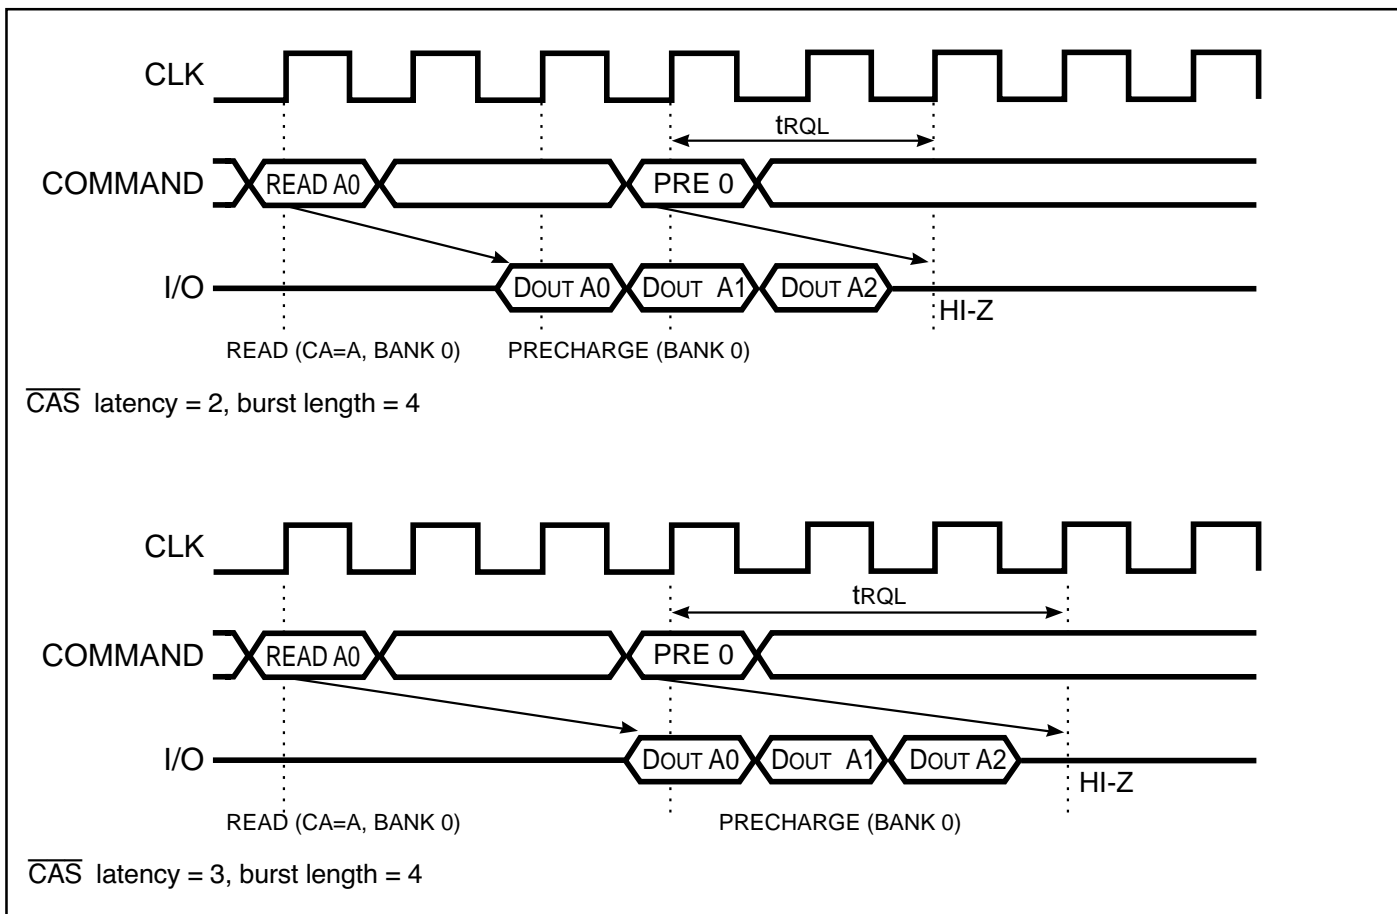 CLK
tRQL
COMMAND READ A0 PRE 0
I/O DOUT A0 DOUT A1 DOUT A2
HI-Z
READ (CA=A, BANK 0) PRECHARGE (BANK 0)
CAS latency = 2, burst length = 4
CLK
tRQL
COMMAND READ A0 PRE 0
I/O DOUT A0 DOUT A1 DOUT A2
HI-Z
READ (CA=A, BANK 0) PRECHARGE (BANK 0)
CAS latency = 3, burst length = 4